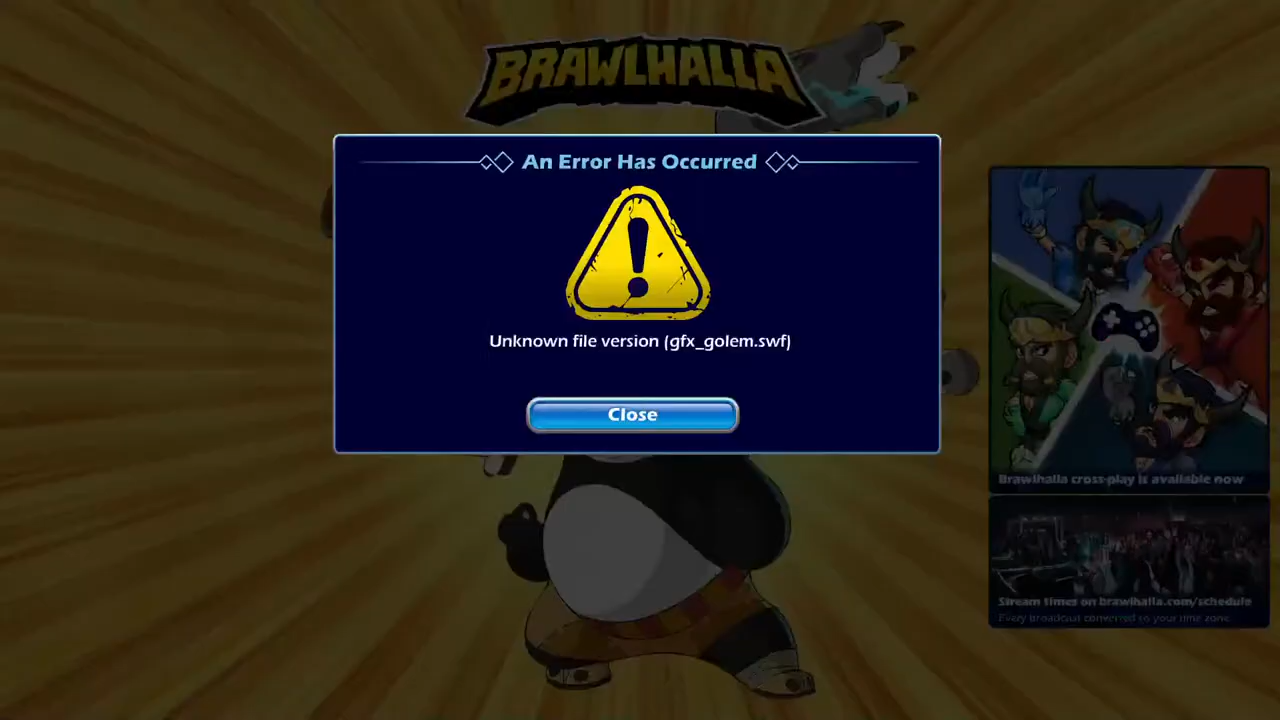 BRAWLHALLA
An Error Has Occurred
Unknown file version (gfx_golem.swf)
Close
Brawlhalla cross-play is available now
Stream times on brawlhalla.com/schedule
Every broadcast converted to your time zone.